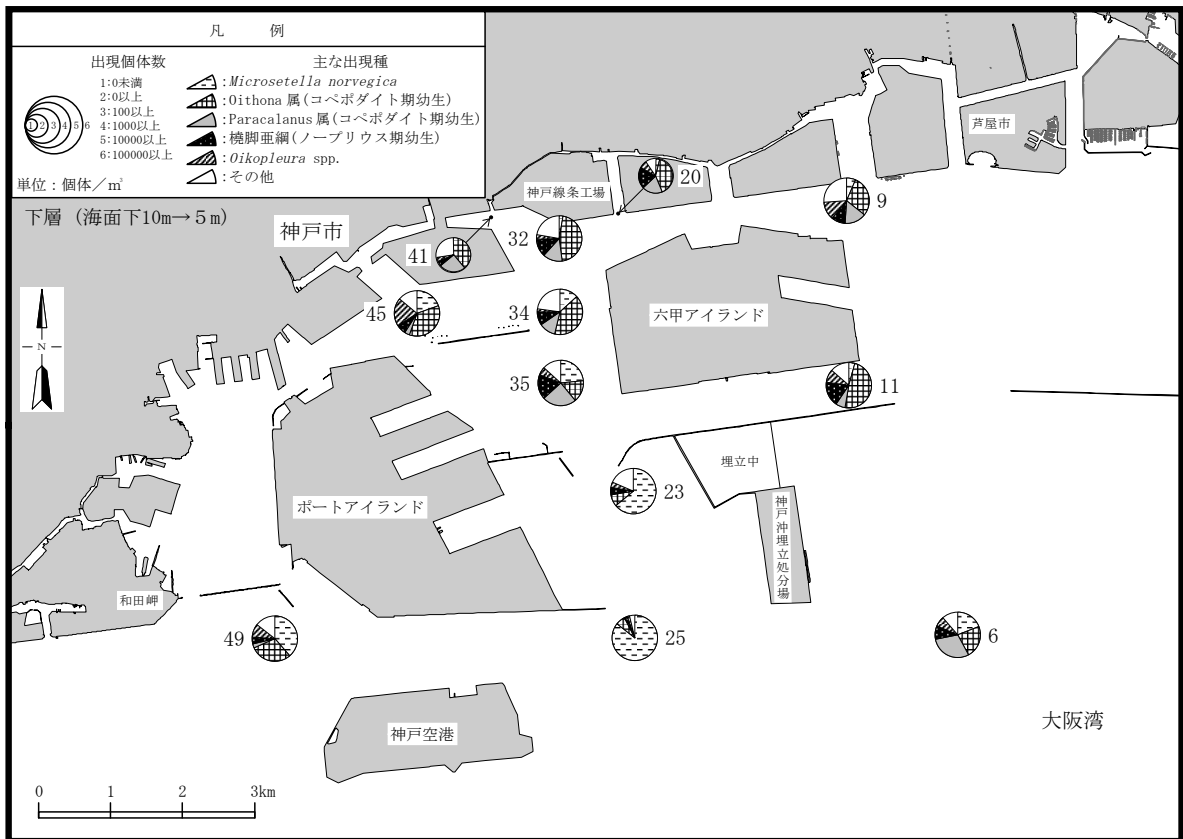 凡　　例
出現個体数
1:0未満
2:0以上
3:100以上
4:1000以上
5:10000以上
6:100000以上
1 2 3 4 5 6
単位：個体／㎥
主な出現種
:Microsetella norvegica
:Oithona 属(コペポダイト期幼生)
:Paracalanus 属(コペポダイト期幼生)
:橈脚亜綱(ノープリウス期幼生)
:Oikopleura spp.
:その他
下層（海面下10m→５m）
神戸市
芦屋市
神戸線条工場
20
9
32
41
45
34
六甲アイランド
N
35
11
埋立中
23
ポートアイランド
神戸沖埋立処分場
和田岬
49
25
6
大阪湾
神戸空港
0 1 2 3km